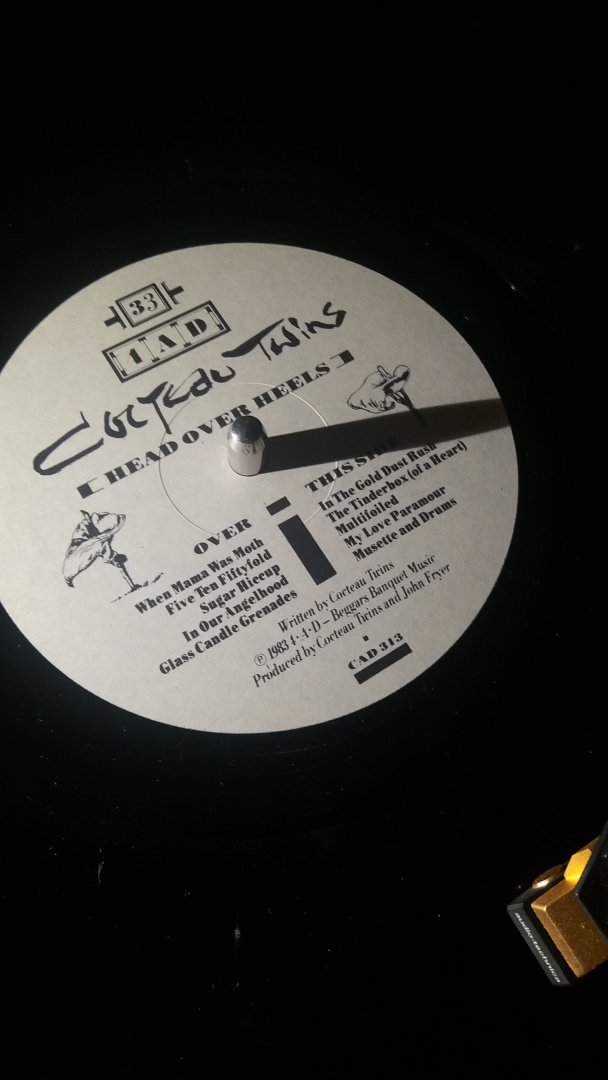 33
4 A D
Cocteau Twins
[ HEAD OVER HEELS ]
OVER
When Mama Was Moth
Five Ten Fiftyfold
Sugar Hiccup
In Our Angelhood
Glass Candle Grenades
THIS SIDE
In The Gold Dust Rush
The Tinderbox (of a Heart)
Multifoiled
My Love Paramour
Musette and Drums
Written by Cocteau Twins
℗ 1983 4·A·D – Beggars Banquet Music
Produced by Cocteau Twins and John Fryer
CAD 313
audio-technica